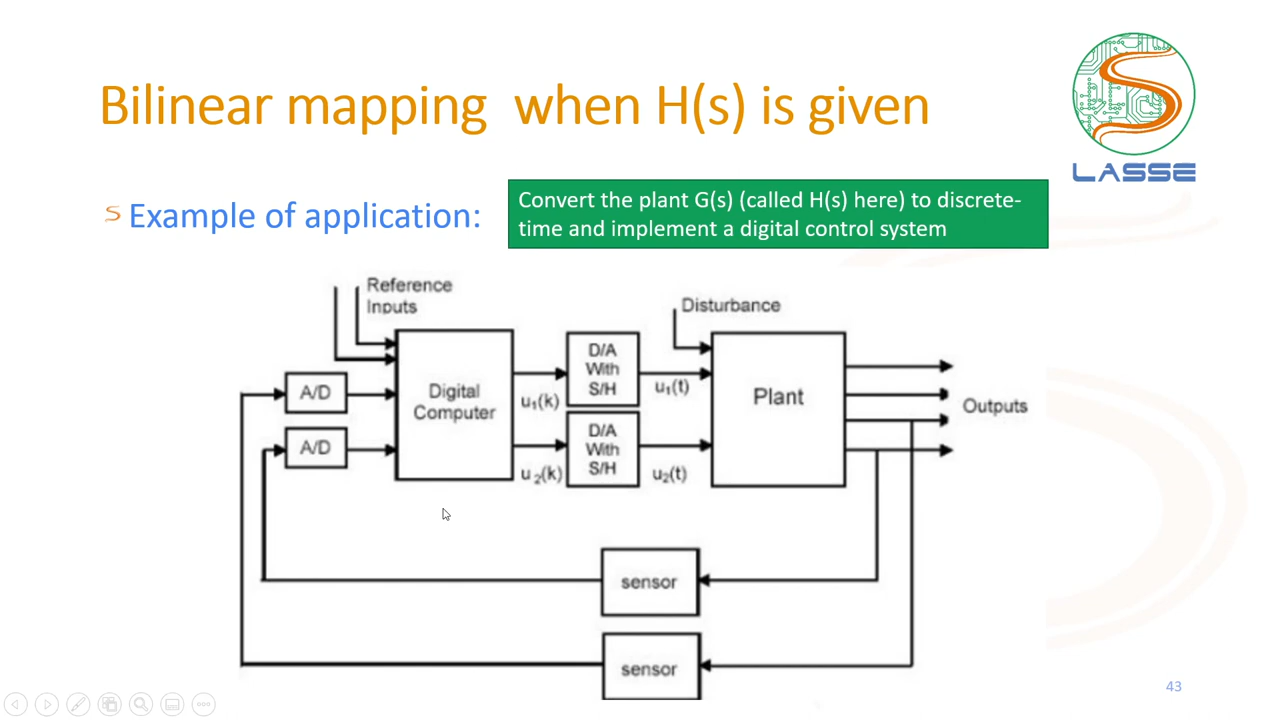 Bilinear mapping when H(s) is given
LASSE
Example of application:
Convert the plant G(s) (called H(s) here) to discrete-
time and implement a digital control system
Reference
Inputs
Disturbance
A/D
A/D
Digital
Computer
u₁(k)
u₂(k)
D/A
With
S/H
D/A
With
S/H
u₁(t)
u₂(t)
Plant
Outputs
sensor
sensor
43